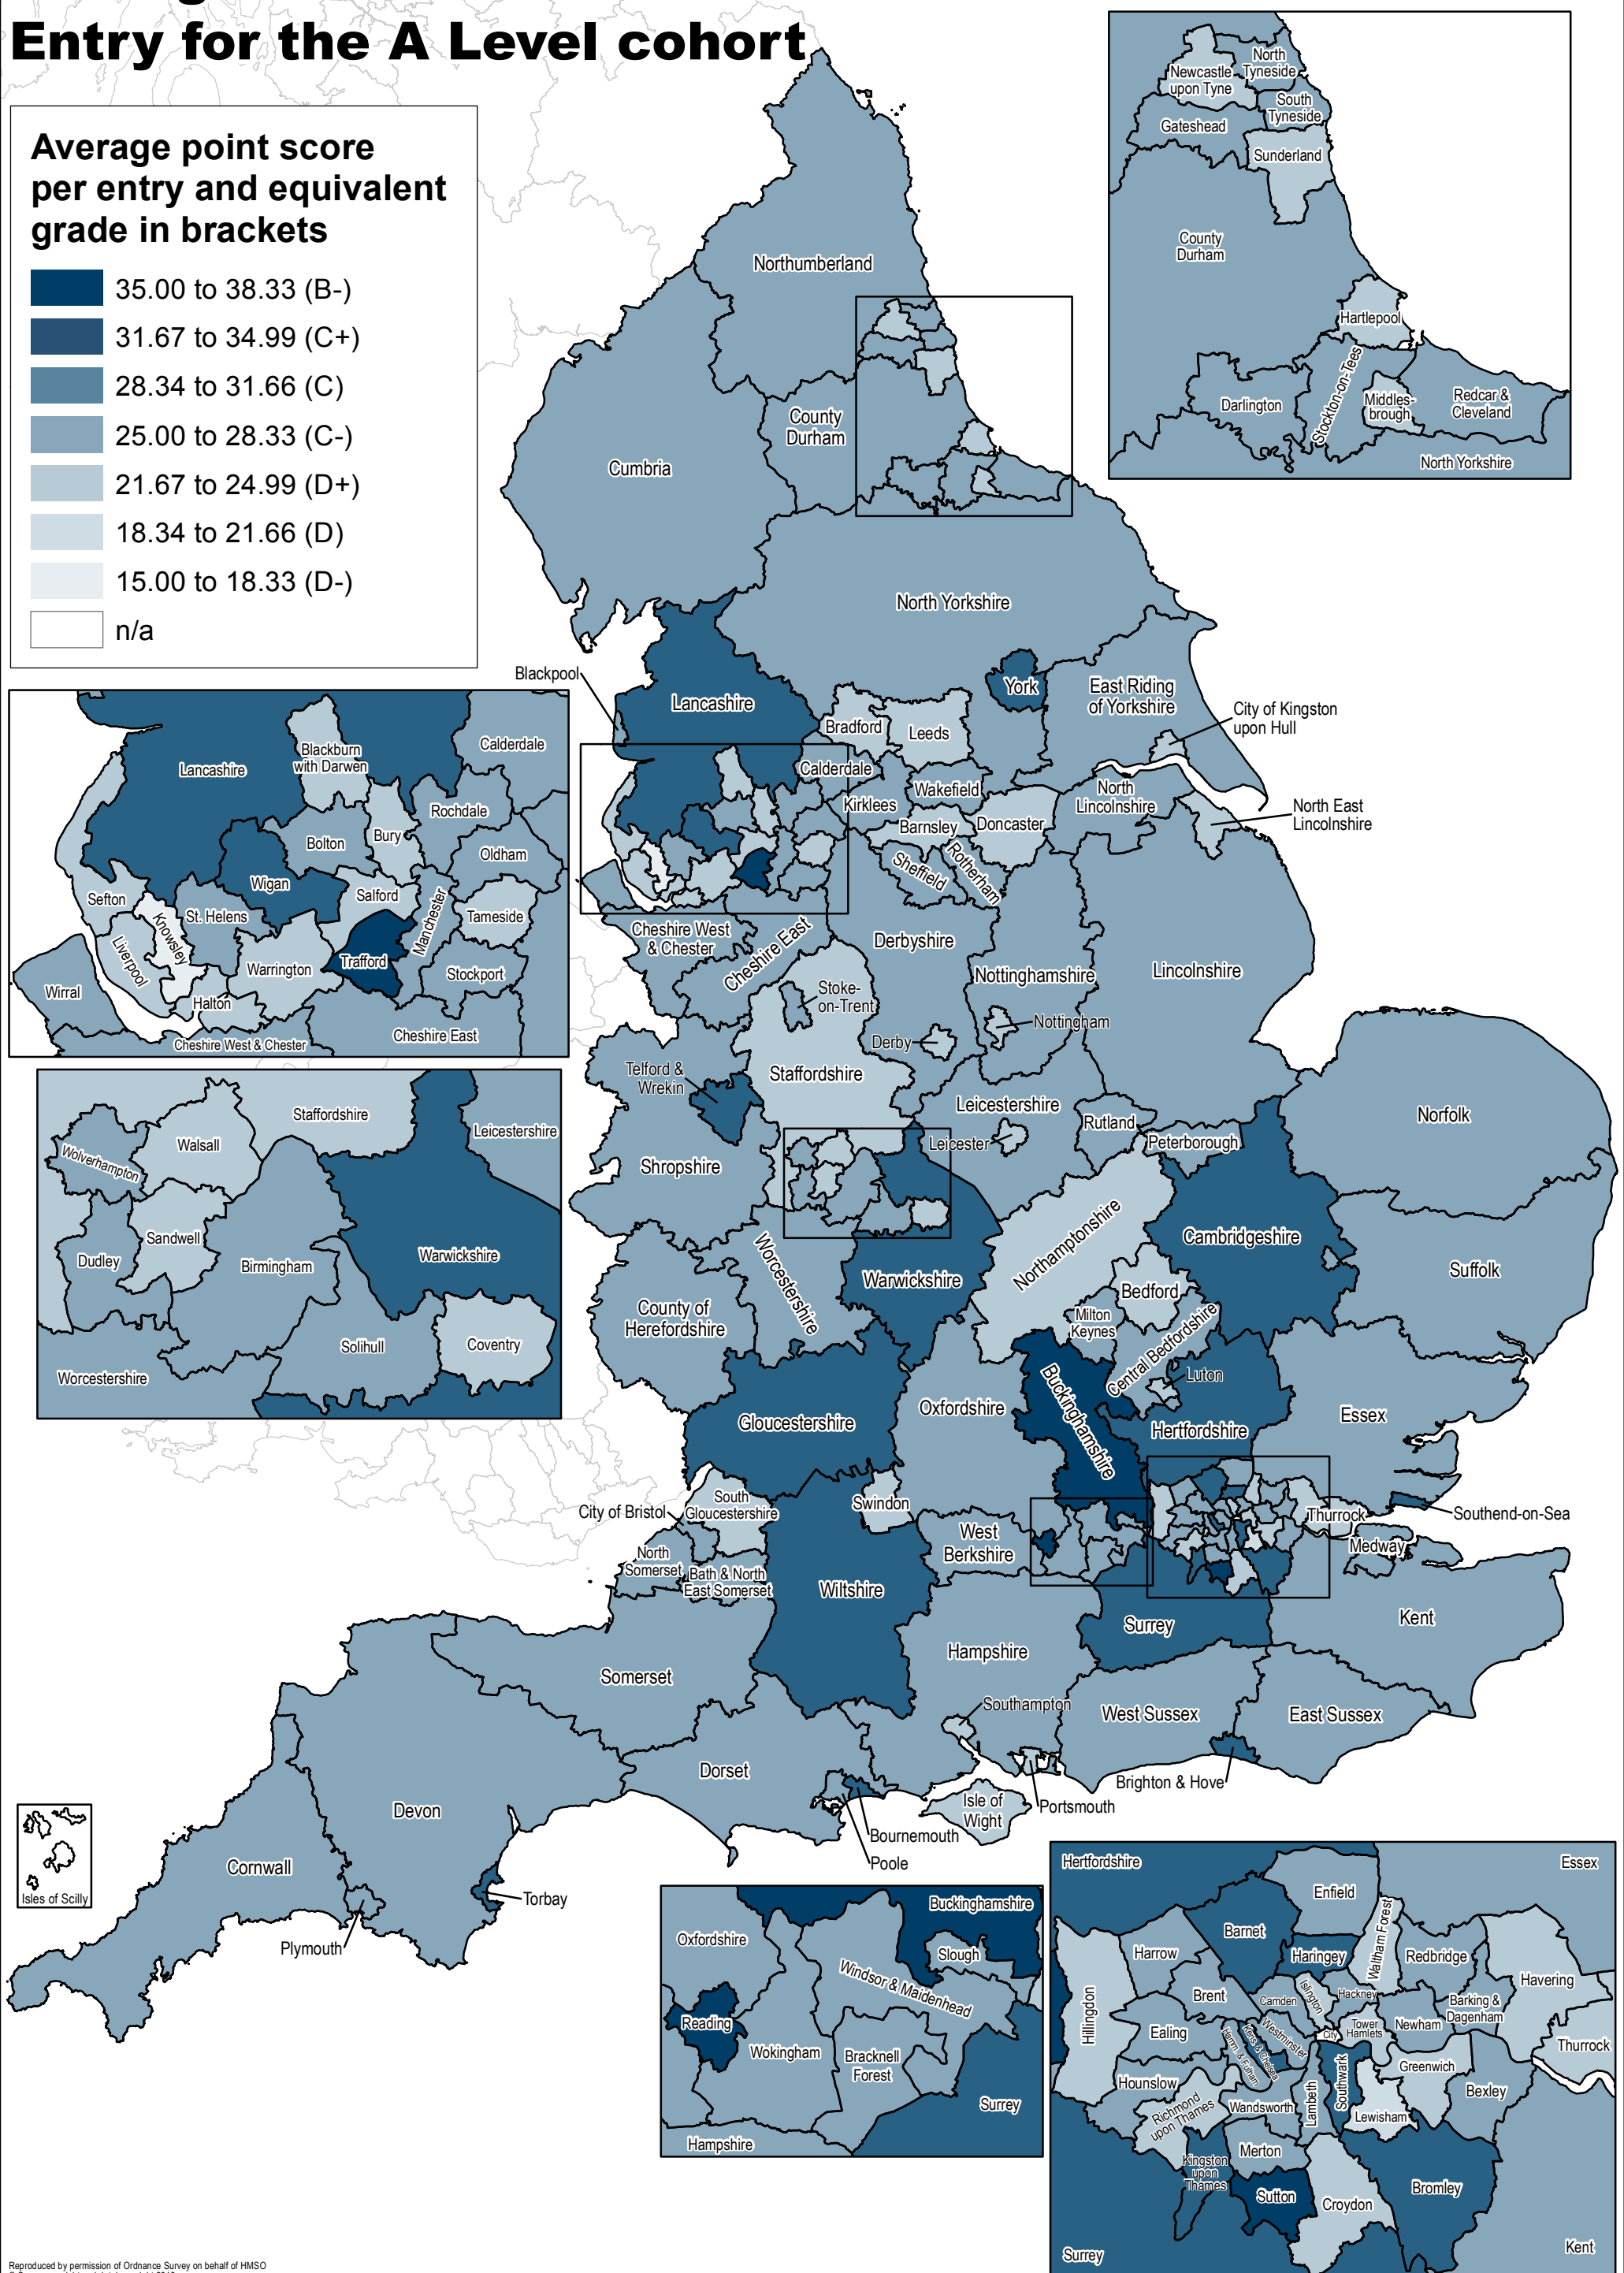 Entry for the A Level cohort
Average point score
per entry and equivalent
grade in brackets
35.00 to 38.33 (B-)
31.67 to 34.99 (C+)
28.34 to 31.66 (C)
25.00 to 28.33 (C-)
21.67 to 24.99 (D+)
18.34 to 21.66 (D)
15.00 to 18.33 (D-)
n/a
Newcastle
upon Tyne
North
Tyneside
South
Tyneside
Gateshead
Sunderland
County
Durham
Hartlepool
Stockton-on-Tees
Darlington
Middles-
brough
Redcar &
Cleveland
North Yorkshire
Northumberland
County
Durham
Cumbria
North Yorkshire
Blackpool
Lancashire
York
East Riding
of Yorkshire
City of Kingston
upon Hull
Bradford
Leeds
Calderdale
Wakefield
Kirklees
North
Lincolnshire
North East
Lincolnshire
Barnsley
Doncaster
Sheffield
Rotherham
Cheshire West
& Chester
Cheshire East
Derbyshire
Nottinghamshire
Lincolnshire
Stoke-
on-Trent
Nottingham
Derby
Staffordshire
Telford &
Wrekin
Leicestershire
Rutland
Leicester
Peterborough
Norfolk
Shropshire
Northamptonshire
Cambridgeshire
Suffolk
Worcestershire
Warwickshire
Bedford
County of
Herefordshire
Milton
Keynes
Central Bedfordshire
Luton
Buckinghamshire
Oxfordshire
Hertfordshire
Essex
Gloucestershire
City of Bristol
South
Gloucestershire
Swindon
Thurrock
Southend-on-Sea
West
Berkshire
Medway
North
Somerset
Bath & North
East Somerset
Wiltshire
Surrey
Kent
Hampshire
Somerset
Southampton
West Sussex
East Sussex
Dorset
Brighton & Hove
Portsmouth
Isle of
Wight
Devon
Bournemouth
Poole
Cornwall
Torbay
Plymouth
Isles of Scilly
Lancashire
Blackburn
with Darwen
Calderdale
Rochdale
Bolton
Bury
Oldham
Wigan
Salford
Sefton
St. Helens
Manchester
Tameside
Knowsley
Liverpool
Trafford
Warrington
Stockport
Wirral
Halton
Cheshire West & Chester
Cheshire East
Staffordshire
Leicestershire
Walsall
Wolverhampton
Sandwell
Dudley
Birmingham
Warwickshire
Solihull
Coventry
Worcestershire
Buckinghamshire
Oxfordshire
Slough
Windsor & Maidenhead
Reading
Wokingham
Bracknell
Forest
Surrey
Hampshire
Hertfordshire
Essex
Enfield
Barnet
Waltham Forest
Harrow
Haringey
Redbridge
Havering
Hillingdon
Brent
Camden
Islington
Hackney
Barking &
Dagenham
Ealing
Westminster
City
Tower
Hamlets
Newham
Thurrock
Hamm. & Fulham
Kens. & Chelsea
Hounslow
Southwark
Greenwich
Bexley
Richmond
upon Thames
Wandsworth
Lambeth
Lewisham
Merton
Kingston
upon
Thames
Sutton
Croydon
Bromley
Surrey
Kent
Reproduced by permission of Ordnance Survey on behalf of HMSO